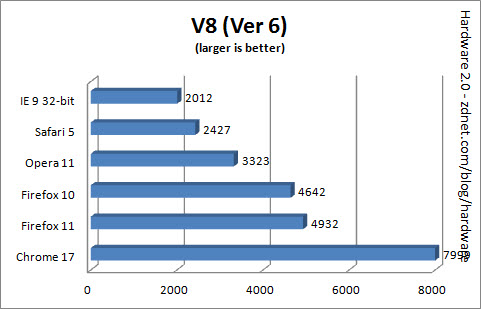 V8 (Ver 6)
(larger is better)
IE 9 32-bit 2012
Safari 5 2427
Opera 11 3323
Firefox 10 4642
Firefox 11 4932
Chrome 17 7999
0 2000 4000 6000 8000
Hardware 2.0 - zdnet.com/blog/hardware